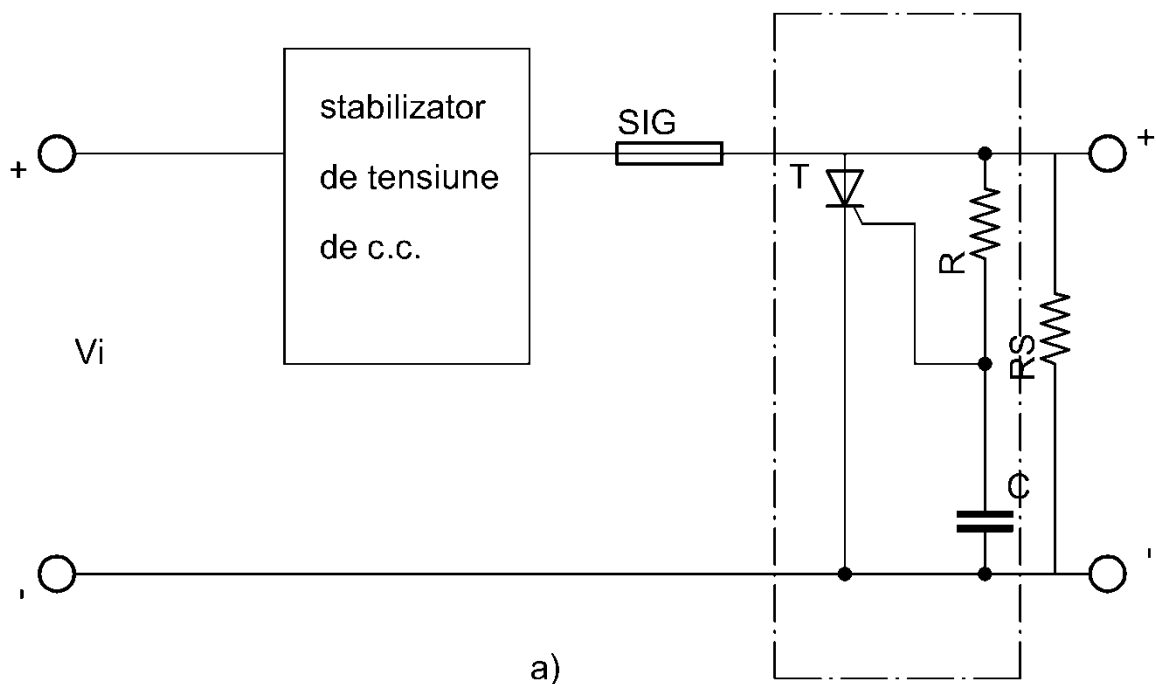 stabilizator
de tensiune
de c.c.
SIG
+
+
T
R
Vi
RS
C
-
-
a)